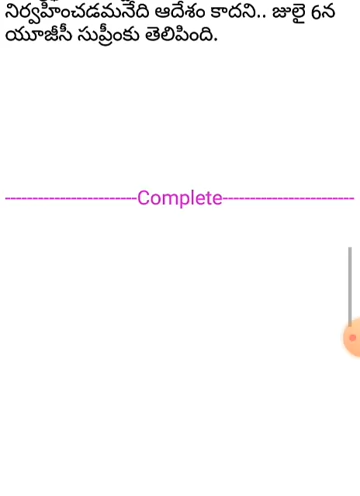 నిర్వహించడమనేది ఆదేశం కాదని.. జులై 6న
యూజీసీ సుప్రీంకు తెలిపింది.
------------------------Complete------------------------